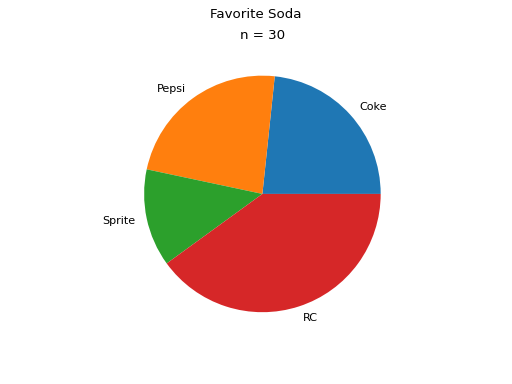 Favorite Soda
n = 30
Pepsi
Coke
Sprite
RC